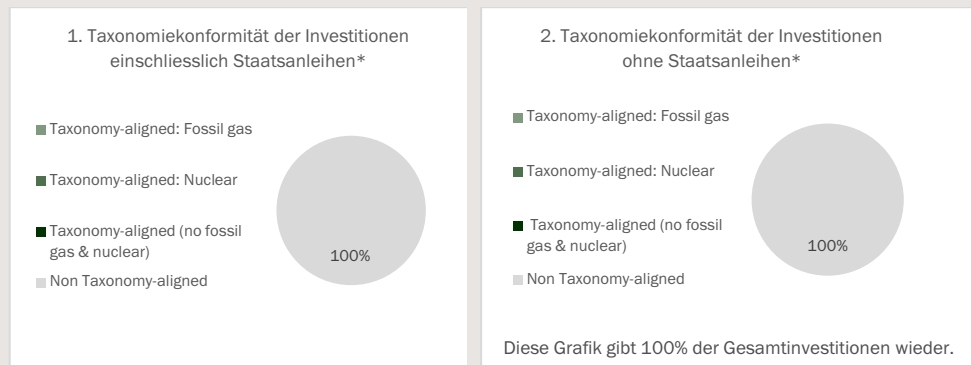 1. Taxonomiekonformität der Investitionen
einschliesslich Staatsanleihen*
Taxonomy-aligned: Fossil gas
Taxonomy-aligned: Nuclear
Taxonomy-aligned (no fossil
gas & nuclear)
Non Taxonomy-aligned
100%
2. Taxonomiekonformität der Investitionen
ohne Staatsanleihen*
Taxonomy-aligned: Fossil gas
Taxonomy-aligned: Nuclear
Taxonomy-aligned (no fossil
gas & nuclear)
Non Taxonomy-aligned
100%
Diese Grafik gibt 100% der Gesamtinvestitionen wieder.